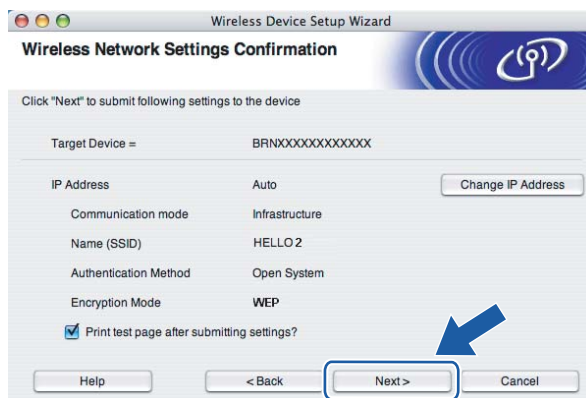 Wireless Device Setup Wizard
Wireless Network Settings Confirmation
Click "Next" to submit following settings to the device
Target Device = BRNXXXXXXXXXXXX
IP Address Auto Change IP Address
Communication mode Infrastructure
Name (SSID) HELLO2
Authentication Method Open System
Encryption Mode WEP
Print test page after submitting settings?
Help < Back Next > Cancel